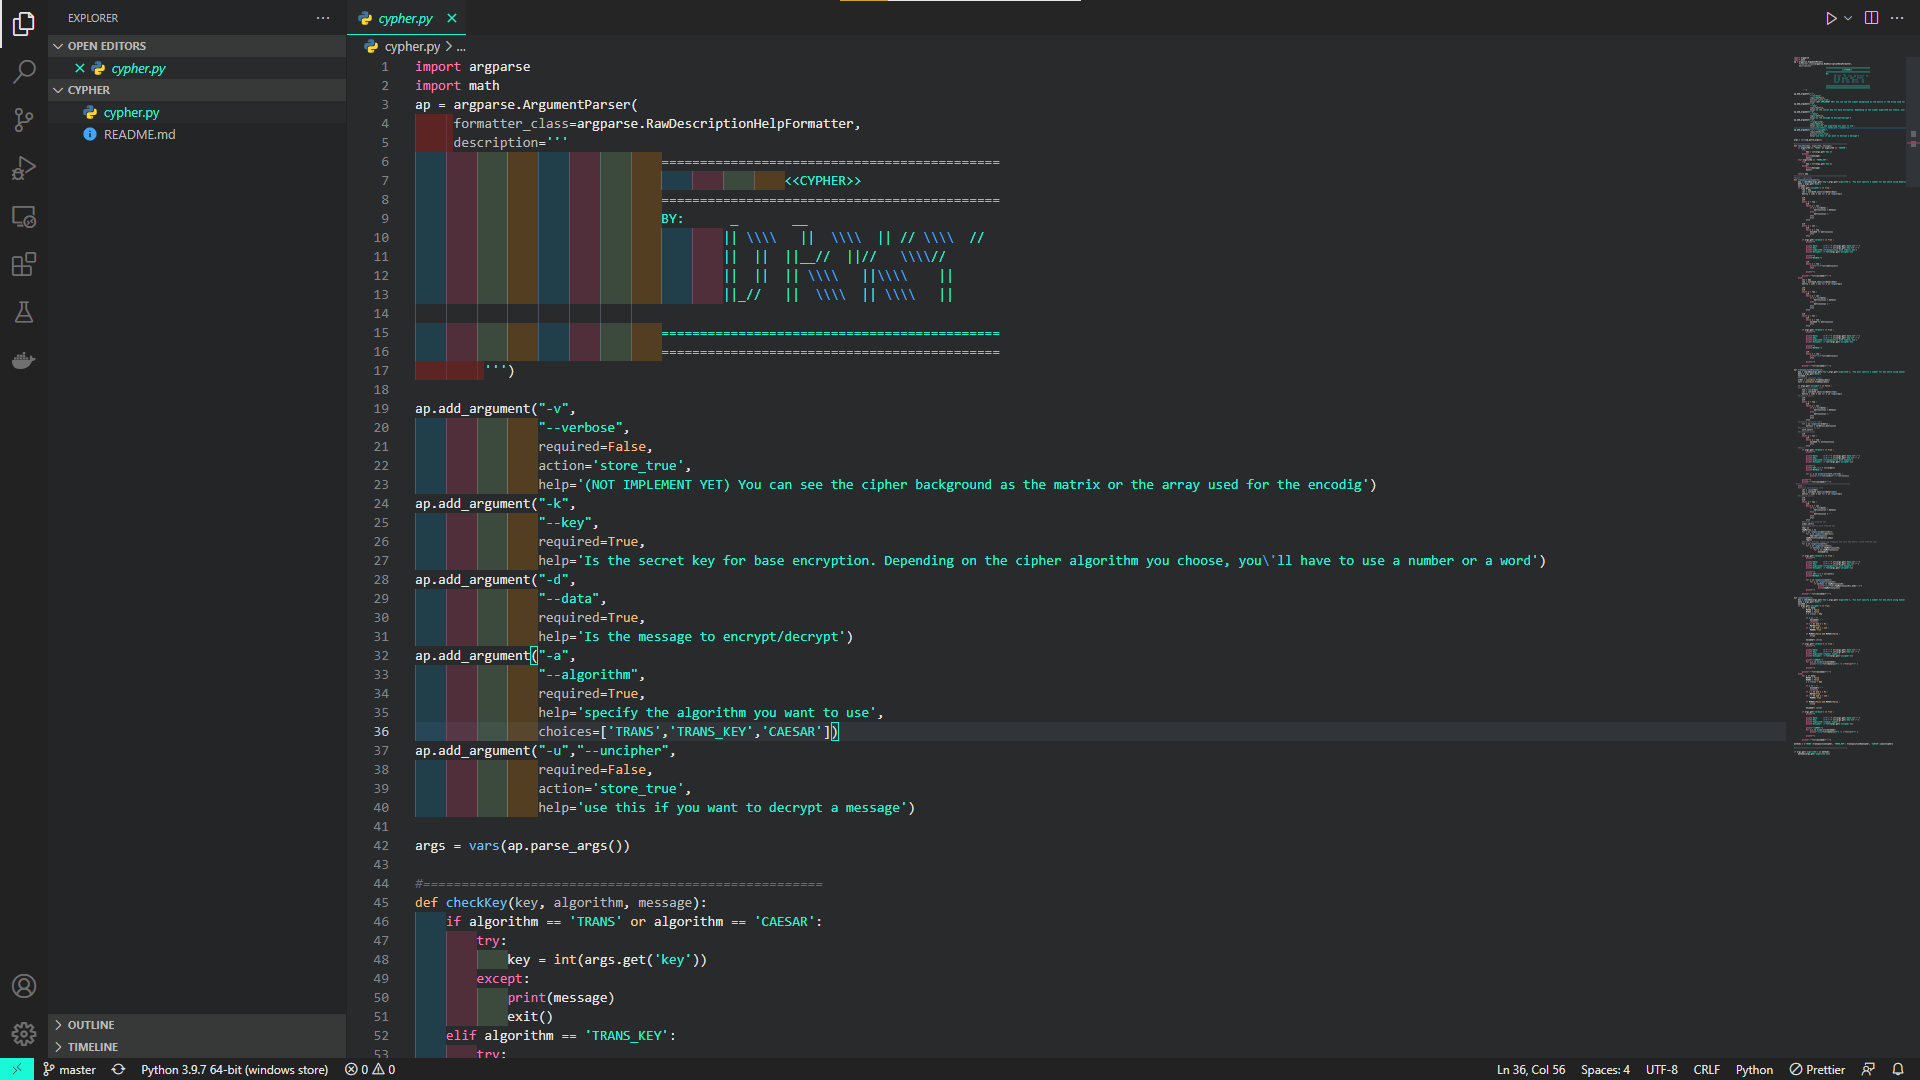 EXPLORER
OPEN EDITORS
cypher.py
CYPHER
cypher.py
README.md
OUTLINE
TIMELINE
cypher.py
cypher.py > ...
1 import argparse
2 import math
3 ap = argparse.ArgumentParser(
4 formatter_class=argparse.RawDescriptionHelpFormatter,
5 description='''
6 ============================================
7 <<CYPHER>>
8 ============================================
9 BY: _ __
10 || \\\\ || \\\\ || // \\\\ //
11 || || ||__// ||// \\\\//
12 || || || \\\\ ||\\\\ ||
13 ||_// || \\\\ || \\\\ ||
14
15 ============================================
16 ============================================
17 ''')
18
19 ap.add_argument("-v",
20 "--verbose",
21 required=False,
22 action='store_true',
23 help='(NOT IMPLEMENT YET) You can see the cipher background as the matrix or the array used for the encodig')
24 ap.add_argument("-k",
25 "--key",
26 required=True,
27 help='Is the secret key for base encryption. Depending on the cipher algorithm you choose, you\'ll have to use a number or a word')
28 ap.add_argument("-d",
29 "--data",
30 required=True,
31 help='Is the message to encrypt/decrypt')
32 ap.add_argument("-a",
33 "--algorithm",
34 required=True,
35 help='specify the algorithm you want to use',
36 choices=['TRANS','TRANS_KEY','CAESAR'])
37 ap.add_argument("-u","--uncipher",
38 required=False,
39 action='store_true',
40 help='use this if you want to decrypt a message')
41
42 args = vars(ap.parse_args())
43
44 #====================================================
45 def checkKey(key, algorithm, message):
46 if algorithm == 'TRANS' or algorithm == 'CAESAR':
47 try:
48 key = int(args.get('key'))
49 except:
50 print(message)
51 exit()
52 elif algorithm == 'TRANS_KEY':
53 try:
master
Python 3.9.7 64-bit (windows store)
0
0
Ln 36, Col 56
Spaces: 4
UTF-8
CRLF
Python
Prettier